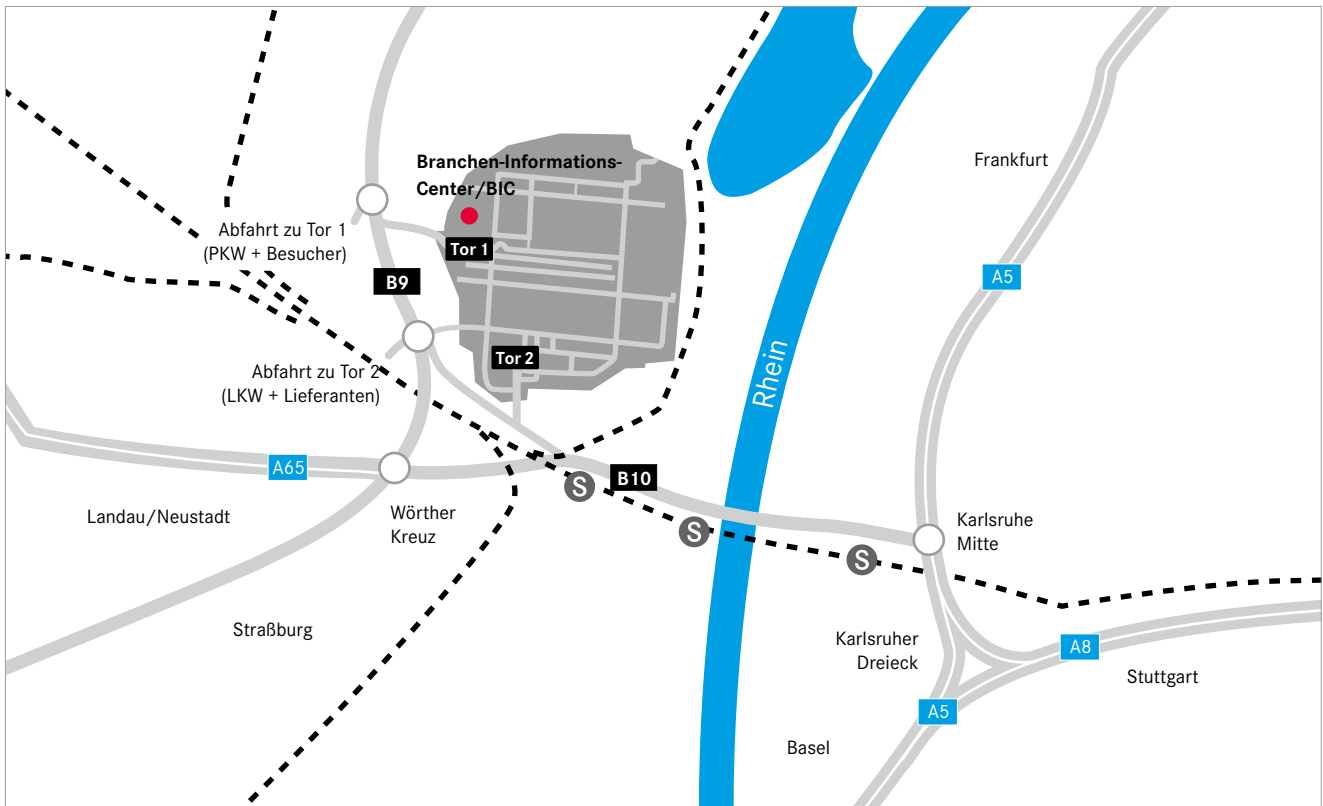 Branchen-Informations-
Center/BIC
Frankfurt
Abfahrt zu Tor 1
(PKW + Besucher)
Tor 1
B9
A5
Abfahrt zu Tor 2
(LKW + Lieferanten)
Tor 2
Rhein
A65
B10
S
Landau/Neustadt
Wörther
Kreuz
S
S
Karlsruhe
Mitte
Straßburg
Karlsruher
Dreieck
A8
Stuttgart
A5
Basel